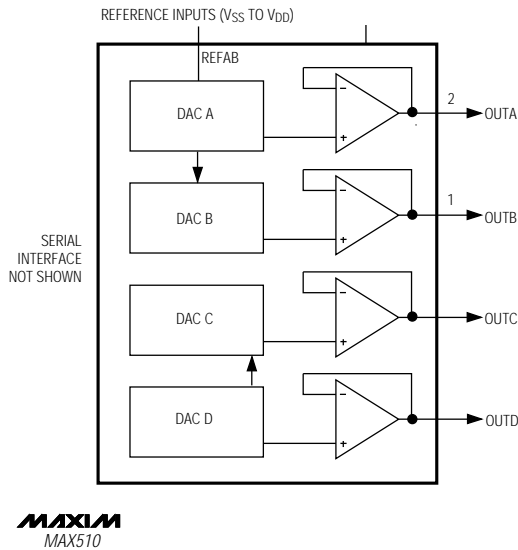 REFERENCE INPUTS (VSS TO VDD)
REFAB
DAC A
−
+
2
OUTA
DAC B
−
+
1
OUTB
SERIAL
INTERFACE
NOT SHOWN
DAC C
−
+
OUTC
DAC D
−
+
OUTD
MAXIM
MAX510